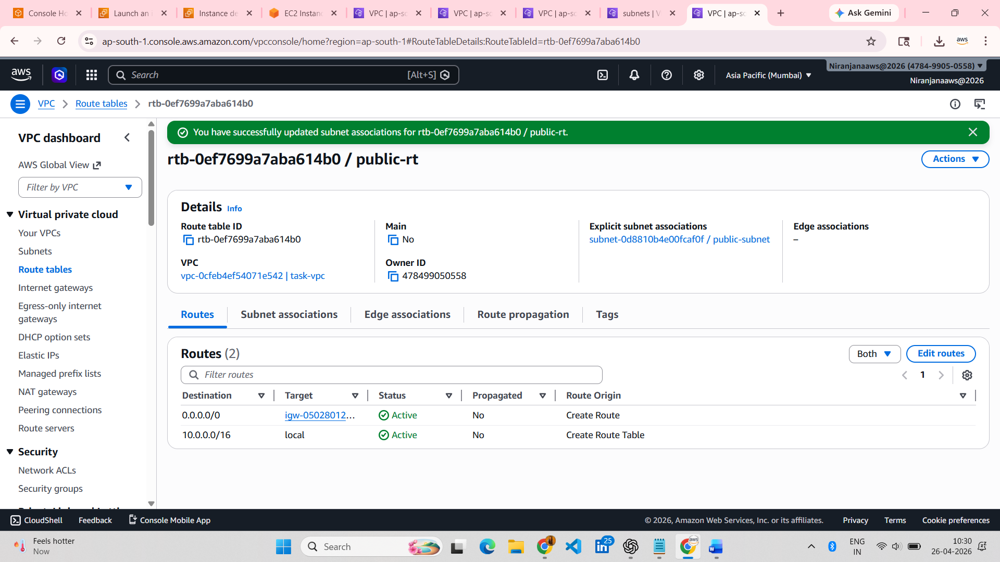 Console Ho
Launch an i
Instance de
EC2 Instanc
VPC | ap-so
VPC | ap-so
VPC | ap-so
subnets | V
VPC | ap-so
Ask Gemini
ap-south-1.console.aws.amazon.com/vpcconsole/home?region=ap-south-1#RouteTableDetails:RouteTableId=rtb-0ef7699a7aba614b0
aws
aws
Search
[Alt+S]
Asia Pacific (Mumbai)
Niranjanaaws@2026 (4784-9905-0558)
Niranjanaaws@2026
VPC
Route tables
rtb-0ef7699a7aba614b0
VPC dashboard
AWS Global View
Filter by VPC
Virtual private cloud
Your VPCs
Subnets
Route tables
Internet gateways
Egress-only internet
gateways
DHCP option sets
Elastic IPs
Managed prefix lists
NAT gateways
Peering connections
Route servers
Security
Network ACLs
Security groups
You have successfully updated subnet associations for rtb-0ef7699a7aba614b0 / public-rt.
rtb-0ef7699a7aba614b0 / public-rt
Actions
Details Info
Route table ID
rtb-0ef7699a7aba614b0
Main
No
Explicit subnet associations
subnet-0d8810b4e00fcaf0f / public-subnet
Edge associations
–
VPC
vpc-0cfeb4ef54071e542 | task-vpc
Owner ID
478499050558
Routes
Subnet associations
Edge associations
Route propagation
Tags
Routes (2)
Both
Edit routes
Filter routes
1
Destination Target Status Propagated Route Origin
0.0.0.0/0 igw-05028012... Active No Create Route
10.0.0.0/16 local Active No Create Route Table
CloudShell
Feedback
Console Mobile App
© 2026, Amazon Web Services, Inc. or its affiliates.
Privacy
Terms
Cookie preferences
Feels hotter
Now
Search
25
aws
ENG
IN
10:30
26-04-2026